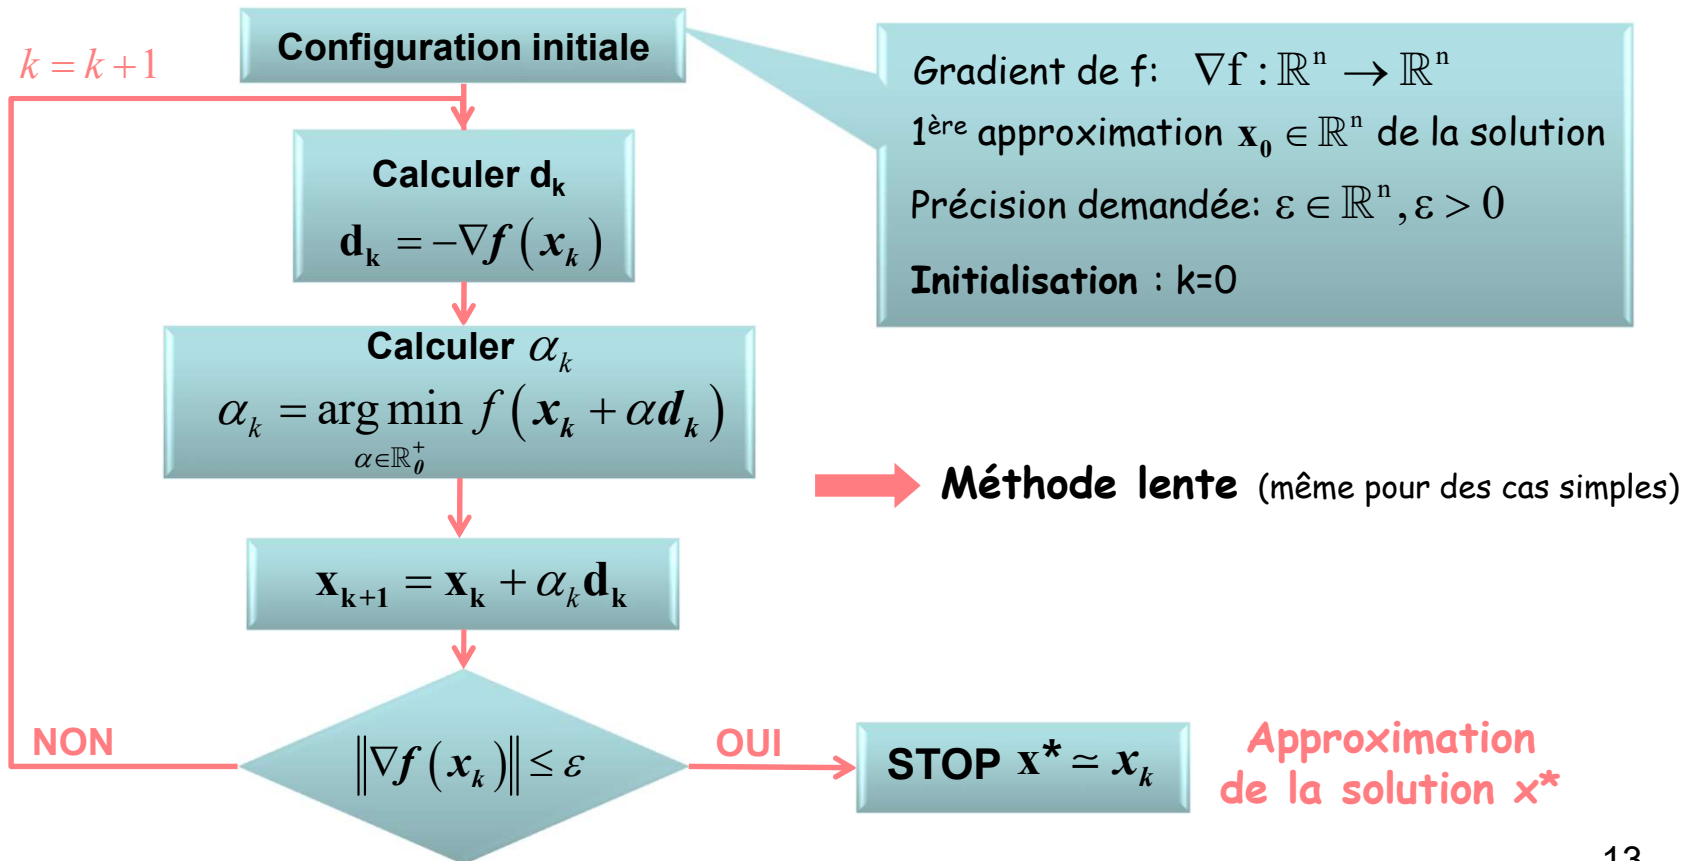 Configuration initiale
k = k + 1
Gradient de f: ∇f : ℝⁿ → ℝⁿ
1ère approximation x₀ ∈ ℝⁿ de la solution
Précision demandée: ε ∈ ℝⁿ, ε > 0
Initialisation : k=0
Calculer dₖ
dₖ = −∇f(xₖ)
Calculer αₖ
αₖ = arg min f(xₖ + αdₖ)
α∈ℝ₀⁺
Méthode lente (même pour des cas simples)
xₖ₊₁ = xₖ + αₖdₖ
NON
‖∇f(xₖ)‖ ≤ ε
OUI
STOP x* ≃ xₖ
Approximation
de la solution x*
13